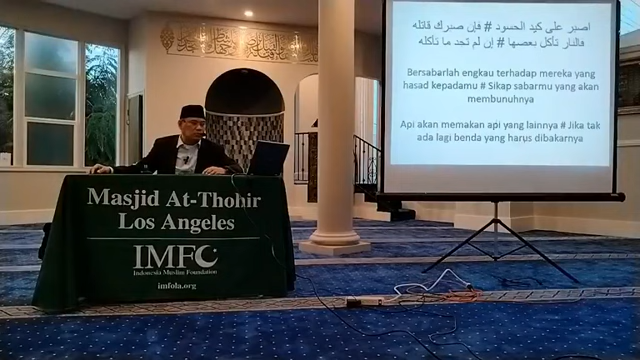 اصبر على كيد الحسود # فإن صبرك قاتله
فالنار تأكل بعضها # إن لم تجد ما تأكله
Bersabarlah engkau terhadap mereka yang
hasad kepadamu # Sikap sabarmu yang akan
membunuhnya
Api akan memakan api yang lainnya # Jika tak
ada lagi benda yang harus dibakarnya
Masjid At-Thohir
Los Angeles
IMF
Indonesia Muslim Foundation
imfola.org